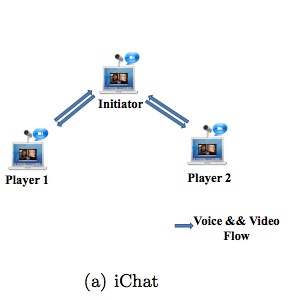 Initiator
Player 1
Player 2
Voice && Video
Flow
(a) iChat